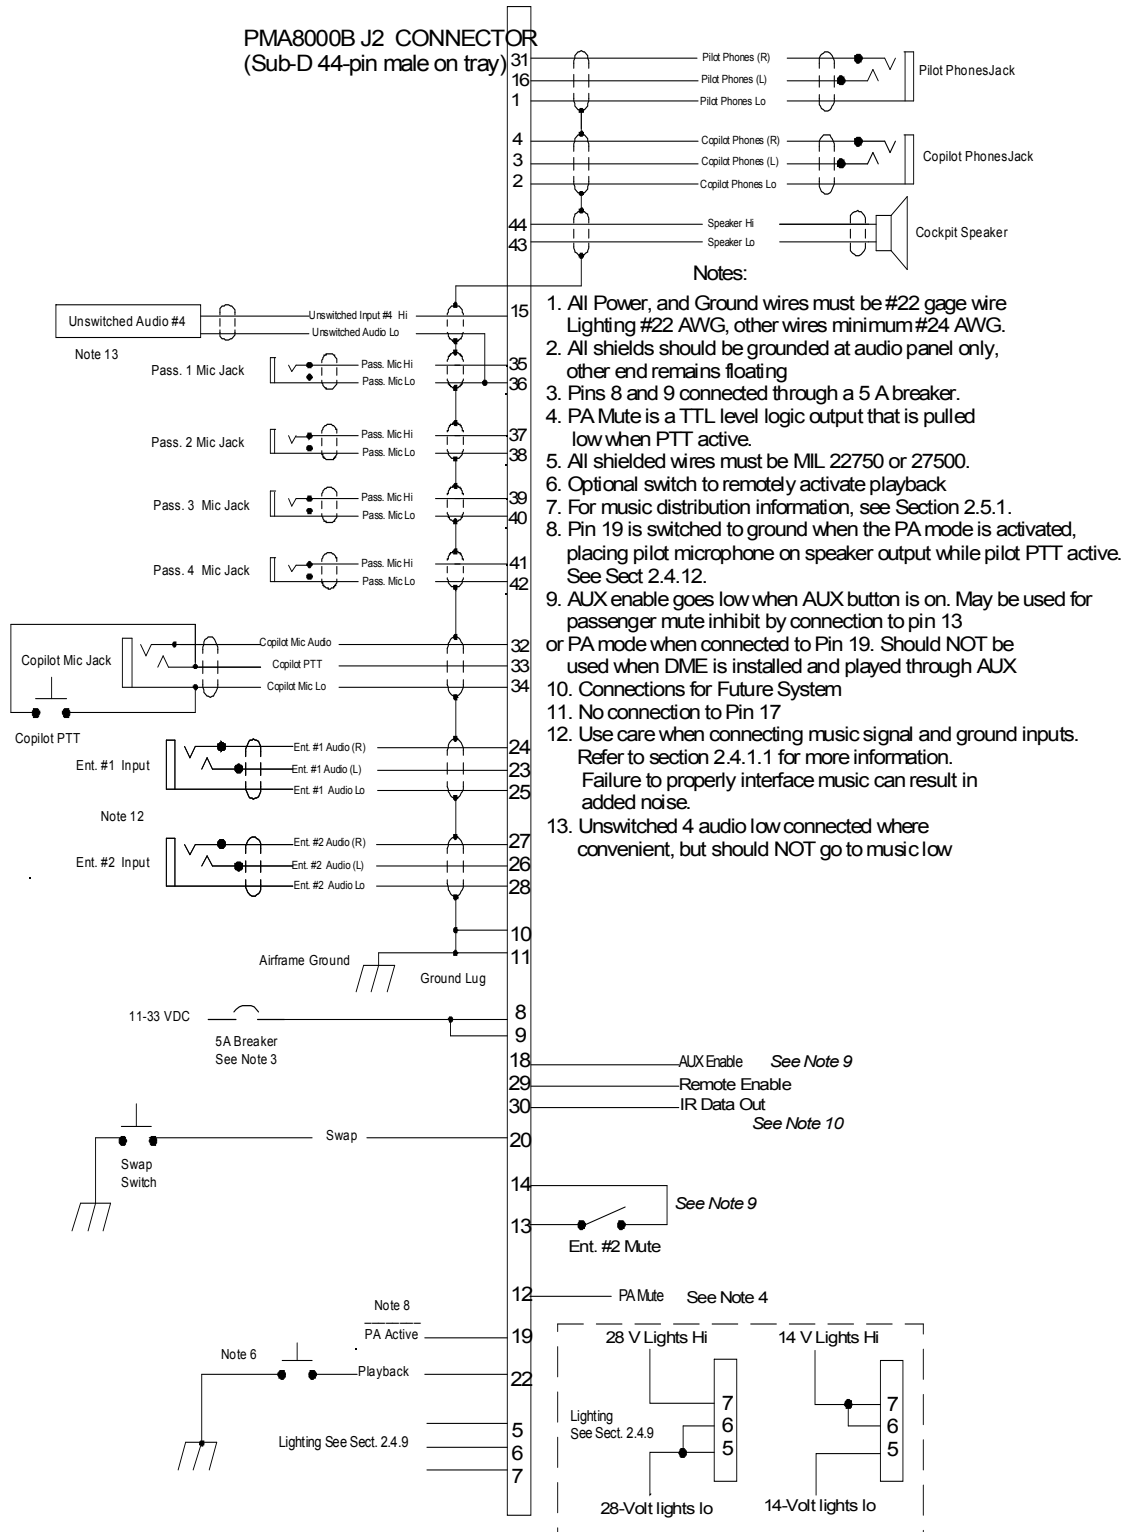 PMA8000B J2 CONNECTOR
(Sub-D 44-pin male on tray)
31 Pilot Phones (R)
16 Pilot Phones (L)
1 Pilot Phones Lo
Pilot PhonesJack
4 Copilot Phones (R)
3 Copilot Phones (L)
2 Copilot Phones Lo
Copilot PhonesJack
44 Speaker Hi
43 Speaker Lo
Cockpit Speaker
Unswitched Audio #4
Note 13
Unswitched Input #4 Hi 15
Unswitched Audio Lo
Pass. 1 Mic Jack
Pass. Mic Hi 35
Pass. Mic Lo 36
Pass. 2 Mic Jack
Pass. Mic Hi 37
Pass. Mic Lo 38
Pass. 3 Mic Jack
Pass. Mic Hi 39
Pass. Mic Lo 40
Pass. 4 Mic Jack
Pass. Mic Hi 41
Pass. Mic Lo 42
Copilot Mic Jack
Copilot Mic Audio 32
Copilot PTT 33
Copilot Mic Lo 34
Copilot PTT
Ent. #1 Input
Ent. #1 Audio (R) 24
Ent. #1 Audio (L) 23
Ent. #1 Audio Lo 25
Note 12
Ent. #2 Input
Ent. #2 Audio (R) 27
Ent. #2 Audio (L) 26
Ent. #2 Audio Lo 28
10
11
Airframe Ground
Ground Lug
11-33 VDC
5A Breaker
See Note 3
8
9
Notes:
1. All Power, and Ground wires must be #22 gage wire
Lighting #22 AWG, other wires minimum #24 AWG.
2. All shields should be grounded at audio panel only,
other end remains floating
3. Pins 8 and 9 connected through a 5 A breaker.
4. PA Mute is a TTL level logic output that is pulled
low when PTT active.
5. All shielded wires must be MIL 22750 or 27500.
6. Optional switch to remotely activate playback
7. For music distribution information, see Section 2.5.1.
8. Pin 19 is switched to ground when the PA mode is activated,
placing pilot microphone on speaker output while pilot PTT active.
See Sect 2.4.12.
9. AUX enable goes low when AUX button is on. May be used for
passenger mute inhibit by connection to pin 13
or PA mode when connected to Pin 19. Should NOT be
used when DME is installed and played through AUX
10. Connections for Future System
11. No connection to Pin 17
12. Use care when connecting music signal and ground inputs.
Refer to section 2.4.1.1 for more information.
Failure to properly interface music can result in
added noise.
13. Unswitched 4 audio low connected where
convenient, but should NOT go to music low
18 AUX Enable See Note 9
29 Remote Enable
30 IR Data Out
See Note 10
Swap 20
Swap
Switch
14
See Note 9
13
Ent. #2 Mute
12 PA Mute See Note 4
Note 8
PA Active 19
Note 6
Playback 22
Lighting See Sect. 2.4.9
5
6
7
28 V Lights Hi
14 V Lights Hi
Lighting
See Sect. 2.4.9
7
6
5
7
6
5
28-Volt lights lo
14-Volt lights lo